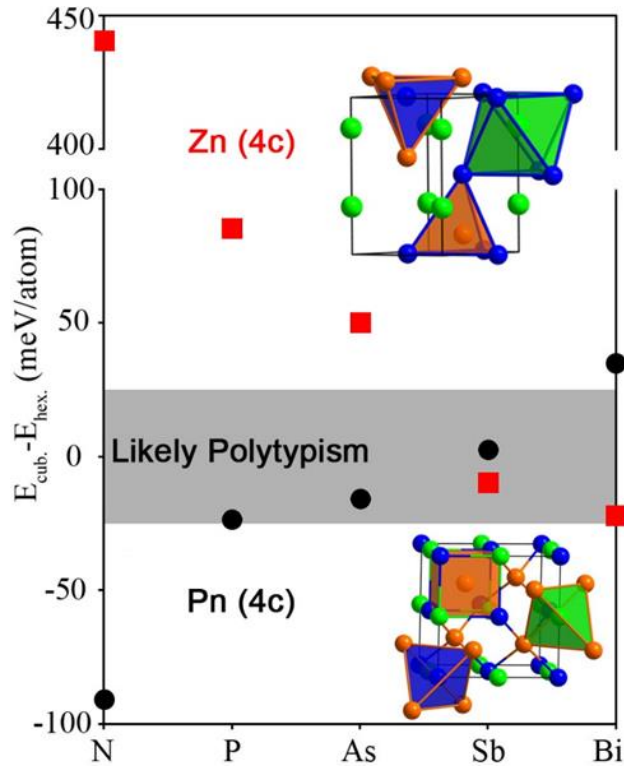 450
Zn (4c)
400
100
50
E_cub.-E_hex. (meV/atom)
Likely Polytypism
0
Pn (4c)
-50
-100
N P As Sb Bi